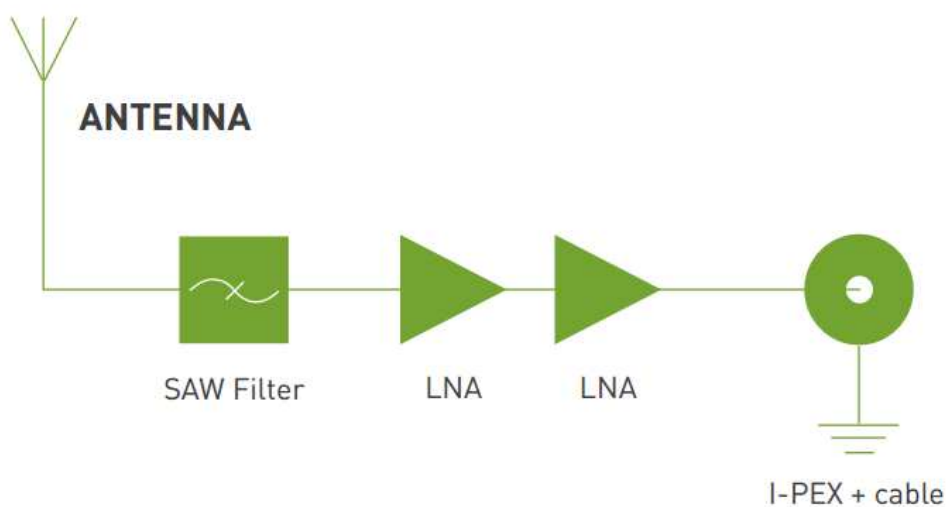 ANTENNA
SAW Filter
LNA
LNA
I-PEX + cable